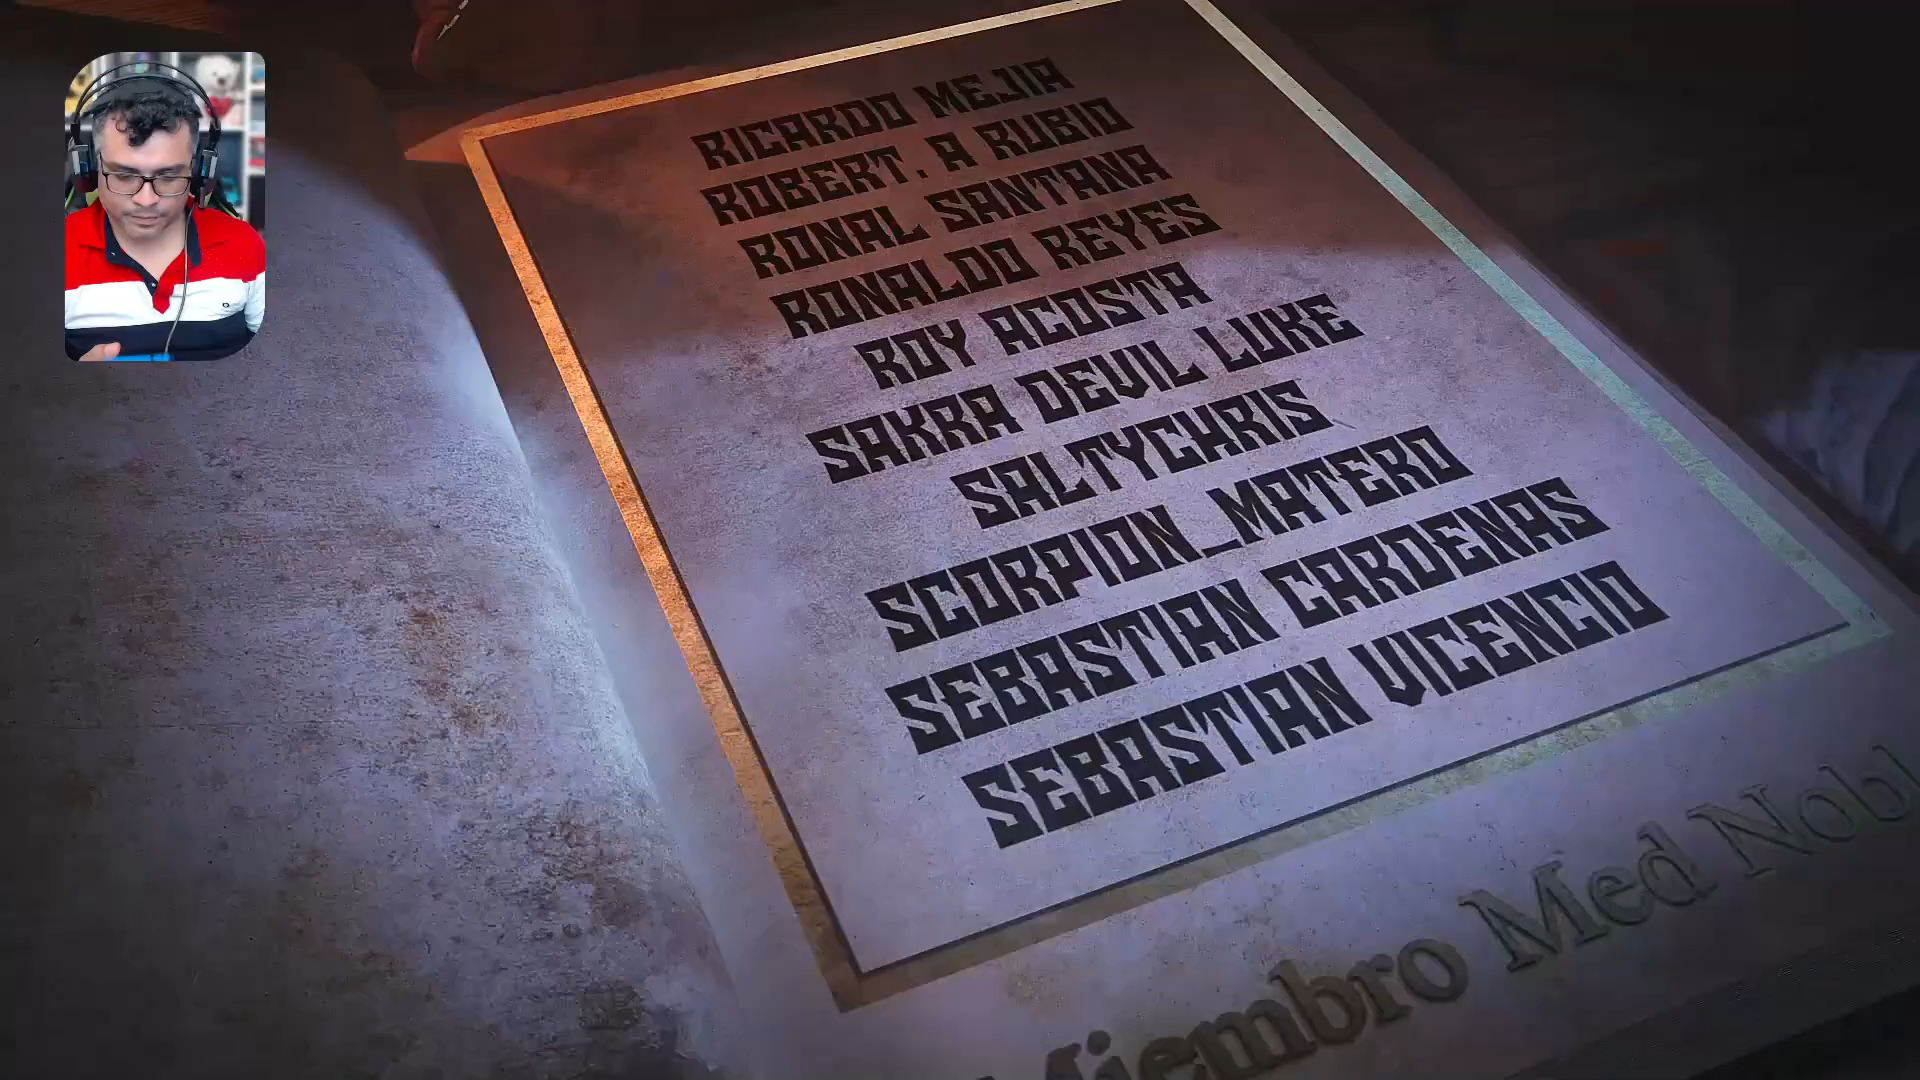 RICARDO MEJIA
ROBERT. A RUBIO
RONAL SANTANA
RONALDO REYES
ROY ACOSTA
SAKRA DEVIL LUKE
SALTYCHRIS
SCORPION_MATERO
SEBASTIAN CARDENAS
SEBASTIAN VICENCIO
Miembro Med Nobl